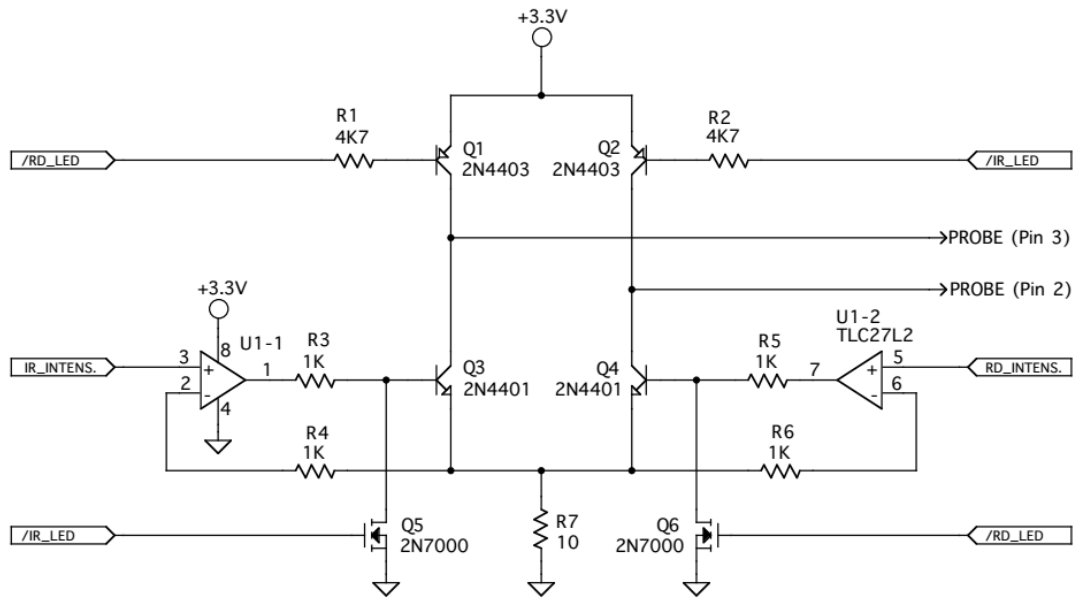 +3.3V
R1
4K7
R2
4K7
/RD_LED
Q1
2N4403
Q2
2N4403
/IR_LED
PROBE (Pin 3)
+3.3V
PROBE (Pin 2)
U1-1
U1-2
TLC27L2
IR_INTENS.
3
8
+
2
-
4
1
R3
1K
Q3
2N4401
Q4
2N4401
R5
1K
7
5
+
6
-
RD_INTENS.
R4
1K
R6
1K
/IR_LED
Q5
2N7000
R7
10
Q6
2N7000
/RD_LED